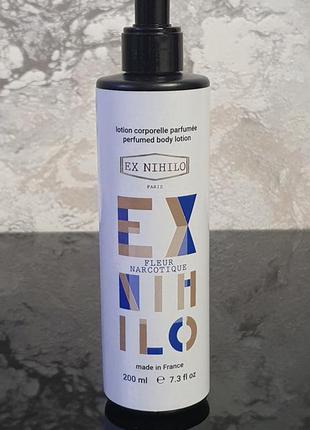 lotion corporelle parfumée
perfumed body lotion
EX NIHILO
PARIS
EX
FLEUR
NARCOTIQUE
NIH
ILO
made in France
200 ml ℮ 7.3 fl oz